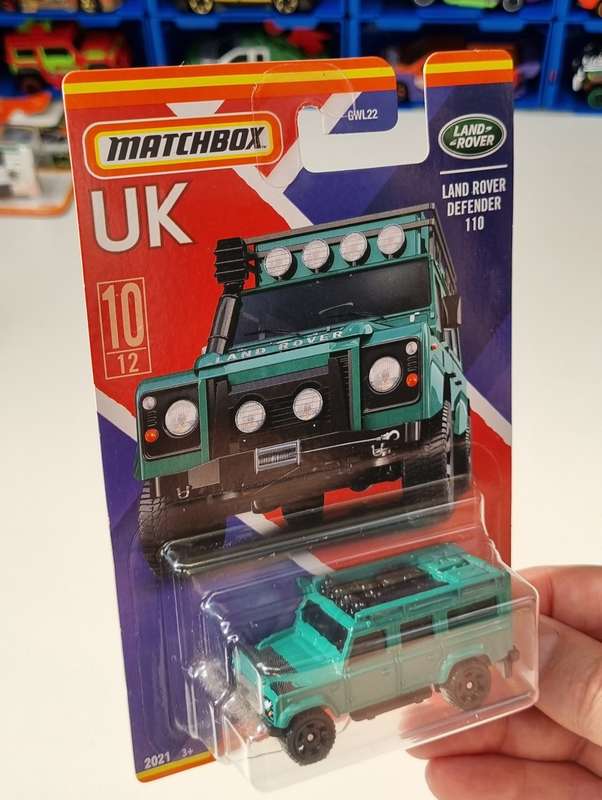 GWL22
MATCHBOX
LAND-
ROVER
UK
LAND ROVER
DEFENDER
110
10
12
LAND ROVER
2021 3+